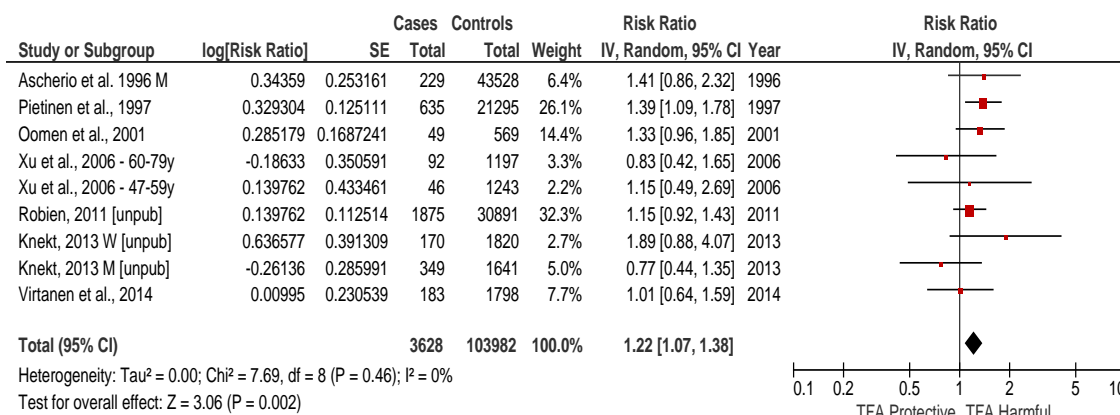 Cases Controls Risk Ratio Risk Ratio
Study or Subgroup log[Risk Ratio] SE Total Total Weight IV, Random, 95% CI Year IV, Random, 95% CI
Ascherio et al. 1996 M 0.34359 0.253161 229 43528 6.4% 1.41 [0.86, 2.32] 1996
Pietinen et al., 1997 0.329304 0.125111 635 21295 26.1% 1.39 [1.09, 1.78] 1997
Oomen et al., 2001 0.285179 0.1687241 49 569 14.4% 1.33 [0.96, 1.85] 2001
Xu et al., 2006 - 60-79y -0.18633 0.350591 92 1197 3.3% 0.83 [0.42, 1.65] 2006
Xu et al., 2006 - 47-59y 0.139762 0.433461 46 1243 2.2% 1.15 [0.49, 2.69] 2006
Robien, 2011 [unpub] 0.139762 0.112514 1875 30891 32.3% 1.15 [0.92, 1.43] 2011
Knekt, 2013 W [unpub] 0.636577 0.391309 170 1820 2.7% 1.89 [0.88, 4.07] 2013
Knekt, 2013 M [unpub] -0.26136 0.285991 349 1641 5.0% 0.77 [0.44, 1.35] 2013
Virtanen et al., 2014 0.00995 0.230539 183 1798 7.7% 1.01 [0.64, 1.59] 2014
Total (95% CI) 3628 103982 100.0% 1.22 [1.07, 1.38]
Heterogeneity: Tau² = 0.00; Chi² = 7.69, df = 8 (P = 0.46); I² = 0%
Test for overall effect: Z = 3.06 (P = 0.002)
0.1 0.2 0.5 1 2 5 10
TFA Protective TFA Harmful